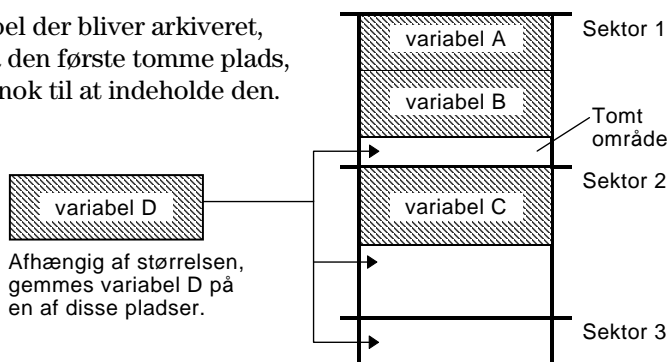 bel der bliver arkiveret,
den første tomme plads,
nok til at indeholde den.
variabel A
Sektor 1
variabel B
Tomt
område
Sektor 2
variabel D
variabel C
Afhængig af størrelsen,
gemmes variabel D på
en af disse pladser.
Sektor 3